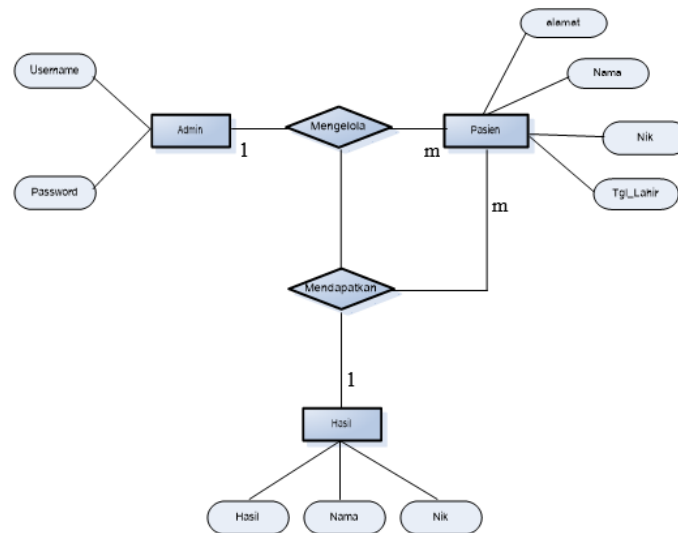 alamat
Username
Nama
Admin
Mengelola
Pasien
Nik
1
m
Password
Tgl_Lahir
m
Mendapatkan
1
Hasil
Hasil
Nama
Nik